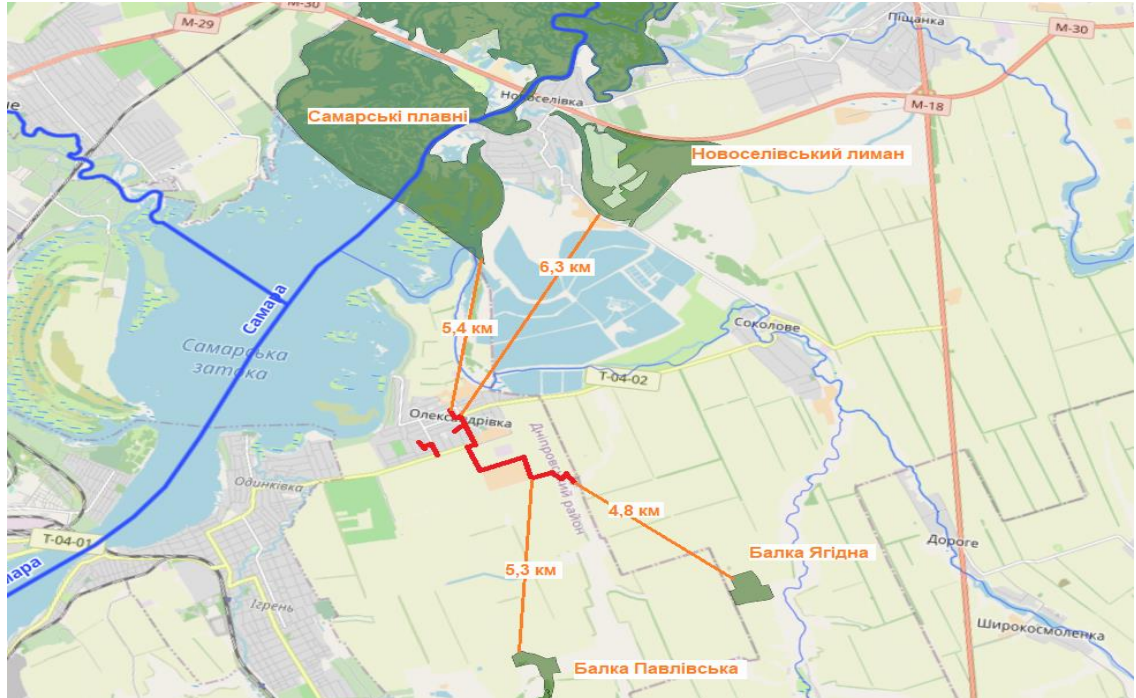 М-30
М-29
Піщанка
М-30
М-18
не
Новоселівка
Самарські плавні
Новоселівський лиман
6,3 км
5,4 км
Самара
Самарська
затока
Соколове
Т-04-02
Олександрівка
Дніпровський район
Одинківка
4,8 км
Т-04-01
Дороге
Балка Ягідна
5,3 км
мара
Ігрень
Широкосмоленка
Балка Павлівська